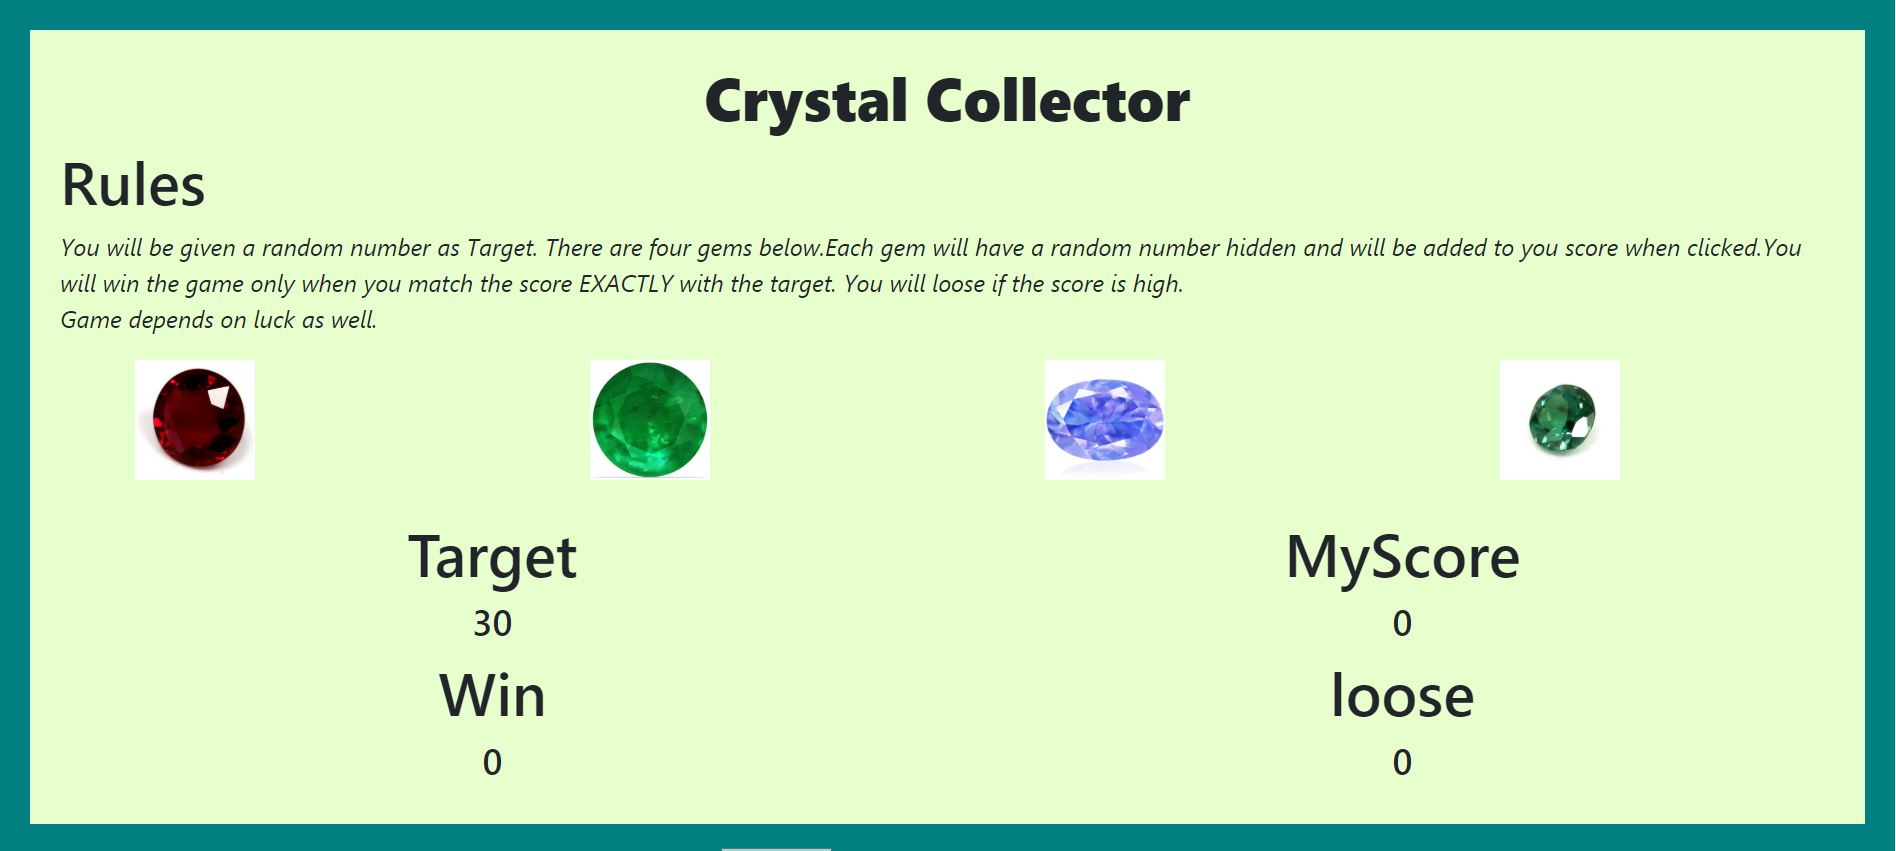 Crystal Collector
Rules
You will be given a random number as Target. There are four gems below.Each gem will have a random number hidden and will be added to you score when clicked.You
will win the game only when you match the score EXACTLY with the target. You will loose if the score is high.
Game depends on luck as well.
Target
MyScore
30
0
Win
loose
0
0